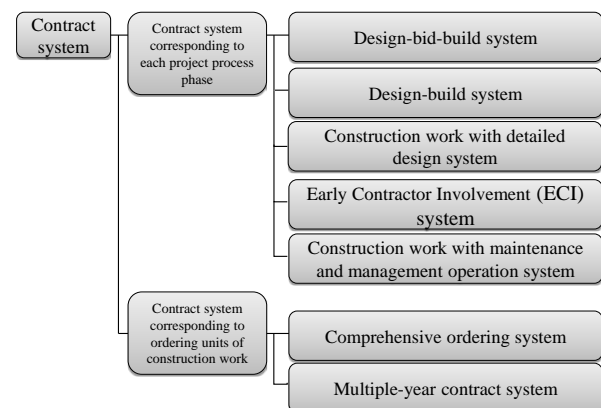 Contract
system
Contract system
corresponding to
each project process
phase
Design-bid-build system
Design-build system
Construction work with detailed
design system
Early Contractor Involvement (ECI)
system
Construction work with maintenance
and management operation system
Contract system
corresponding to
ordering units of
construction work
Comprehensive ordering system
Multiple-year contract system